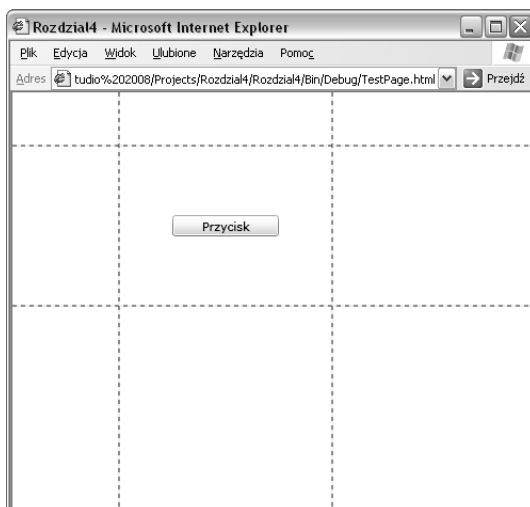 Rozdzial4 - Microsoft Internet Explorer
Plik Edycja Widok Ulubione Narzędzia Pomoc
Adres tudio%202008/Projects/Rozdzial4/Rozdzial4/Bin/Debug/TestPage.html Przejdź
Przycisk